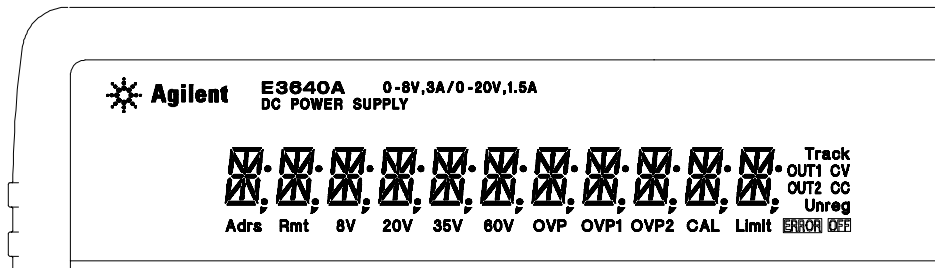 Agilent E3640A 0-8V,3A/0-20V,1.5A
DC POWER SUPPLY
Track
OUT1 CV
OUT2 CC
Unreg
Adrs Rmt 8V 20V 35V 60V OVP OVP1 OVP2 CAL Limit ERROR OFF